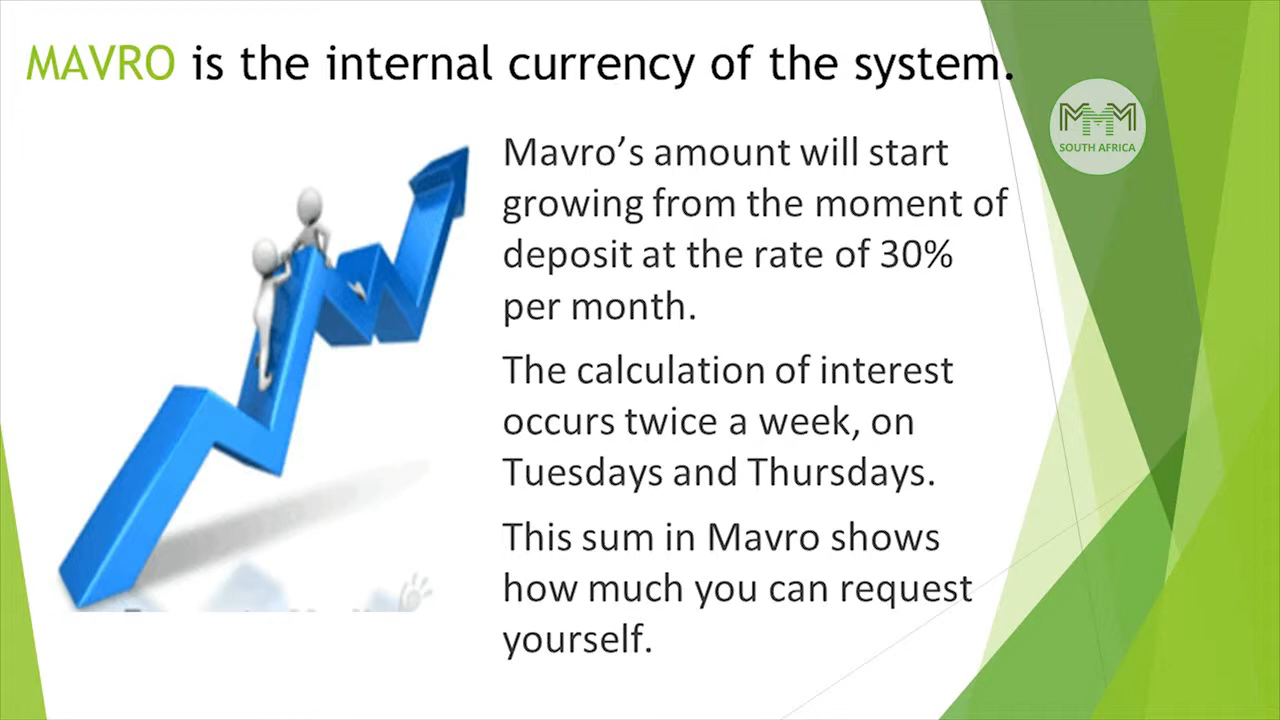 MAVRO is the internal currency of the system.
MMM
SOUTH AFRICA
Mavro’s amount will start
growing from the moment of
deposit at the rate of 30%
per month.
The calculation of interest
occurs twice a week, on
Tuesdays and Thursdays.
This sum in Mavro shows
how much you can request
yourself.